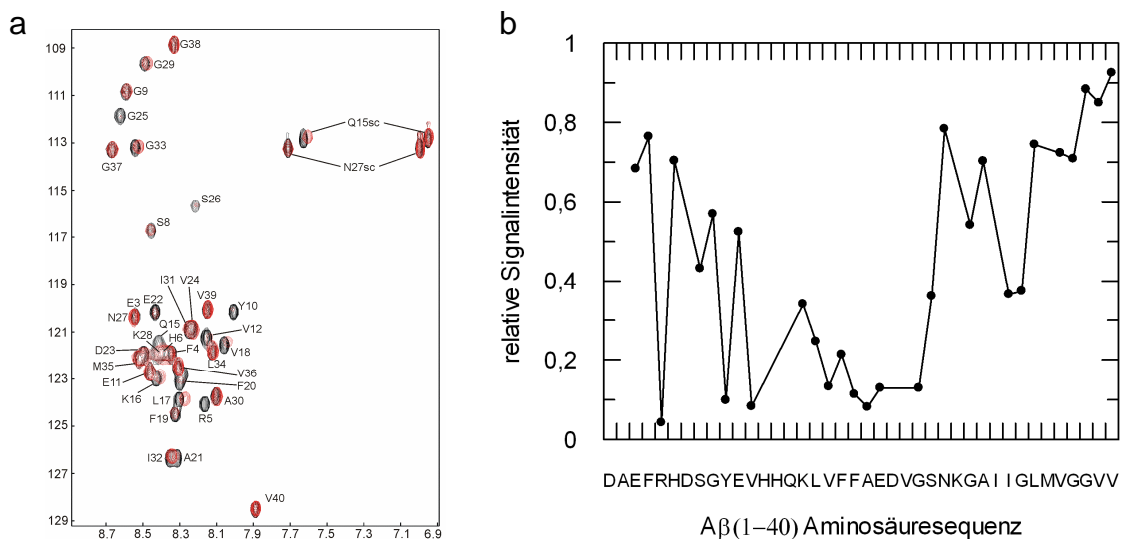 a
109
111
113
115
117
119
121
123
125
127
129
8.7
8.5
8.3
8.1
7.9
7.7
7.5
7.3
7.1
6.9
G38
G29
G9
G25
G33
G37
Q15sc
N27sc
S26
S8
I31
V24
E3
E22
V39
Y10
N27
Q15
V12
K28
H6
D23
F4
V18
M35
L34
V36
E11
F20
K16
L17
A30
F19
R5
I32
A21
V40
b
relative Signalintensität
1
0,8
0,6
0,4
0,2
0
DAEFRHDSGYEVHHQKLVFFAEDVGSNKGAIIGLMVGGVV
Aβ(1−40) Aminosäuresequenz